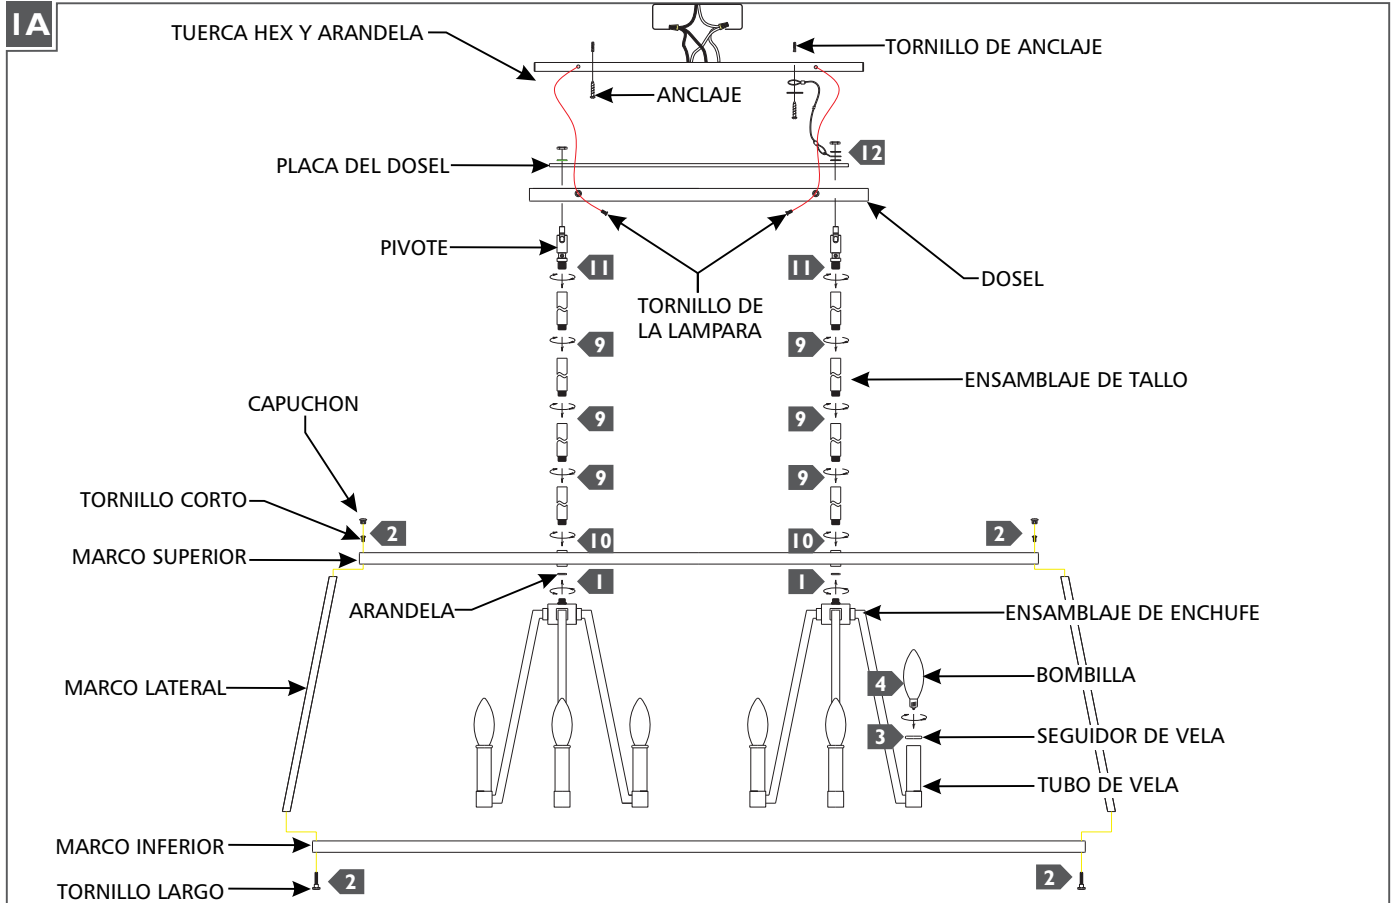 1A
TUERCA HEX Y ARANDELA
TORNILLO DE ANCLAJE
ANCLAJE
12
PLACA DEL DOSEL
PIVOTE
11
11
DOSEL
TORNILLO DE
LA LAMPARA
9
9
ENSAMBLAJE DE TALLO
CAPUCHON
9
9
9
9
TORNILLO CORTO
2
2
10
10
MARCO SUPERIOR
1
1
ARANDELA
ENSAMBLAJE DE ENCHUFE
BOMBILLA
4
MARCO LATERAL
3
SEGUIDOR DE VELA
TUBO DE VELA
MARCO INFERIOR
2
2
TORNILLO LARGO